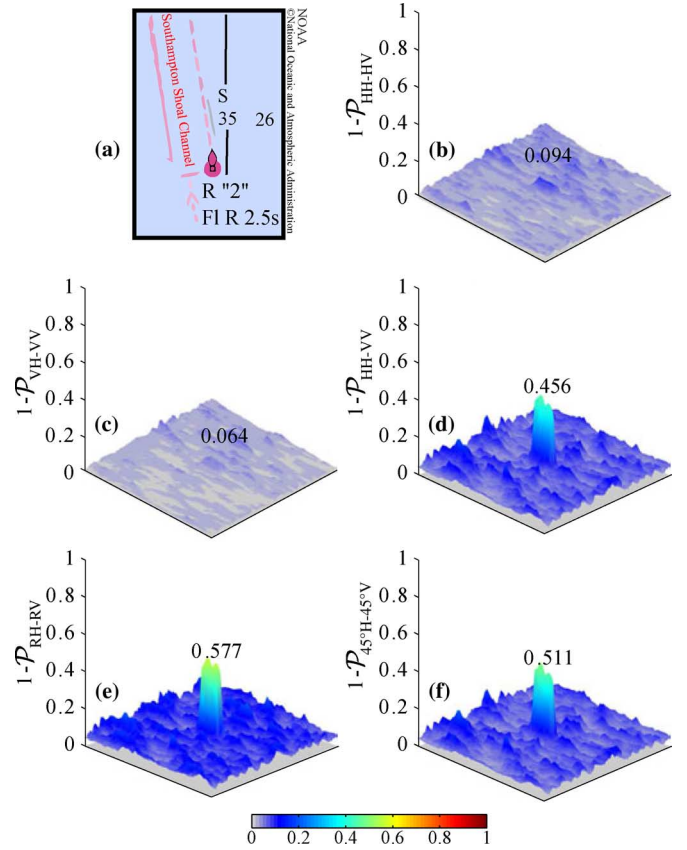 NOAA
©National Oceanic and Atmospheric Administration
Southampton Shoal Channel
S
35 26
R "2"
Fl R 2.5s
(a)
1-𝒫HH-HV
1
0.8
0.6
0.4
0.2
0
(b)
0.094
1-𝒫VH-VV
1
0.8
0.6
0.4
0.2
0
(c)
0.064
1-𝒫HH-VV
1
0.8
0.6
0.4
0.2
0
(d)
0.456
1-𝒫RH-RV
1
0.8
0.6
0.4
0.2
0
(e)
0.577
1-𝒫45°H-45°V
1
0.8
0.6
0.4
0.2
0
(f)
0.511
0 0.2 0.4 0.6 0.8 1